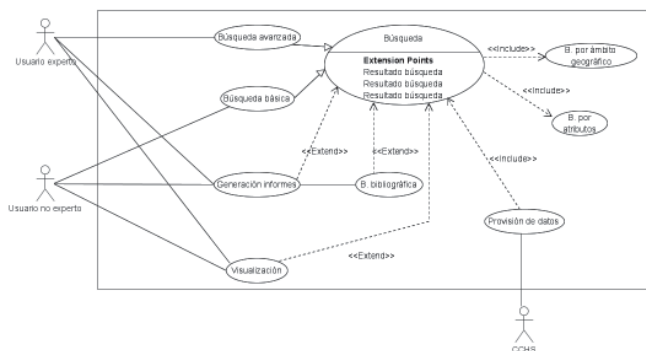 Usuario experto
Búsqueda avanzada
Búsqueda
Extension Points
Resultado búsqueda
Resultado búsqueda
Resultado búsqueda
<<Include>>
B. por ámbito
geográfico
Búsqueda básica
<<Include>>
B. por
atributos
<<Extend>>
<<Extend>>
<<Include>>
Usuario no experto
Generación informes
B. bibliográfica
Provisión de datos
Visualización
<<Extend>>
CCHS